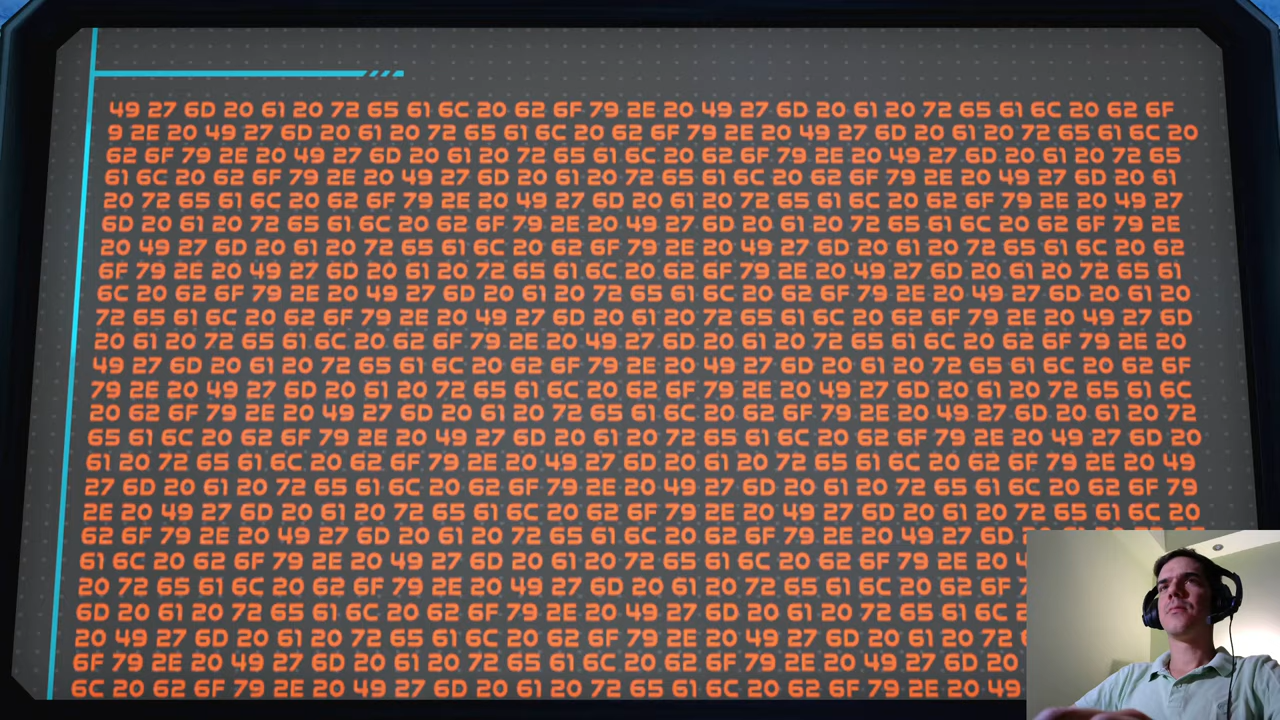 49 27 6D 20 61 20 72 65 61 6C 20 62 6F 79 2E 20 49 27 6D 20 61 20 72 65 61 6C 20 62 6F
9 2E 20 49 27 6D 20 61 20 72 65 61 6C 20 62 6F 79 2E 20 49 27 6D 20 61 20 72 65 61 6C 20
62 6F 79 2E 20 49 27 6D 20 61 20 72 65 61 6C 20 62 6F 79 2E 20 49 27 6D 20 61 20 72 65
61 6C 20 62 6F 79 2E 20 49 27 6D 20 61 20 72 65 61 6C 20 62 6F 79 2E 20 49 27 6D 20 61
20 72 65 61 6C 20 62 6F 79 2E 20 49 27 6D 20 61 20 72 65 61 6C 20 62 6F 79 2E 20 49 27
6D 20 61 20 72 65 61 6C 20 62 6F 79 2E 20 49 27 6D 20 61 20 72 65 61 6C 20 62 6F 79 2E
20 49 27 6D 20 61 20 72 65 61 6C 20 62 6F 79 2E 20 49 27 6D 20 61 20 72 65 61 6C 20 62
6F 79 2E 20 49 27 6D 20 61 20 72 65 61 6C 20 62 6F 79 2E 20 49 27 6D 20 61 20 72 65 61
6C 20 62 6F 79 2E 20 49 27 6D 20 61 20 72 65 61 6C 20 62 6F 79 2E 20 49 27 6D 20 61 20
72 65 61 6C 20 62 6F 79 2E 20 49 27 6D 20 61 20 72 65 61 6C 20 62 6F 79 2E 20 49 27 6D
20 61 20 72 65 61 6C 20 62 6F 79 2E 20 49 27 6D 20 61 20 72 65 61 6C 20 62 6F 79 2E 20
49 27 6D 20 61 20 72 65 61 6C 20 62 6F 79 2E 20 49 27 6D 20 61 20 72 65 61 6C 20 62 6F
79 2E 20 49 27 6D 20 61 20 72 65 61 6C 20 62 6F 79 2E 20 49 27 6D 20 61 20 72 65 61 6C
20 62 6F 79 2E 20 49 27 6D 20 61 20 72 65 61 6C 20 62 6F 79 2E 20 49 27 6D 20 61 20 72
65 61 6C 20 62 6F 79 2E 20 49 27 6D 20 61 20 72 65 61 6C 20 62 6F 79 2E 20 49 27 6D 20
61 20 72 65 61 6C 20 62 6F 79 2E 20 49 27 6D 20 61 20 72 65 61 6C 20 62 6F 79 2E 20 49
27 6D 20 61 20 72 65 61 6C 20 62 6F 79 2E 20 49 27 6D 20 61 20 72 65 61 6C 20 62 6F 79
2E 20 49 27 6D 20 61 20 72 65 61 6C 20 62 6F 79 2E 20 49 27 6D 20 61 20 72 65 61 6C 20
62 6F 79 2E 20 49 27 6D 20 61 20 72 65 61 6C 20 62 6F 79 2E 20 49 27 6D
61 6C 20 62 6F 79 2E 20 49 27 6D 20 61 20 72 65 61 6C 20 62 6F 79 2E 20
20 72 65 61 6C 20 62 6F 79 2E 20 49 27 6D 20 61 20 72 65 61 6C 20 62 6F
6D 20 61 20 72 65 61 6C 20 62 6F 79 2E 20 49 27 6D 20 61 20 72 65 61 6C
20 49 27 6D 20 61 20 72 65 61 6C 20 62 6F 79 2E 20 49 27 6D 20 61 20 72
6F 79 2E 20 49 27 6D 20 61 20 72 65 61 6C 20 62 6F 79 2E 20 49 27 6D 20
6C 20 62 6F 79 2E 20 49 27 6D 20 61 20 72 65 61 6C 20 62 6F 79 2E 20 49